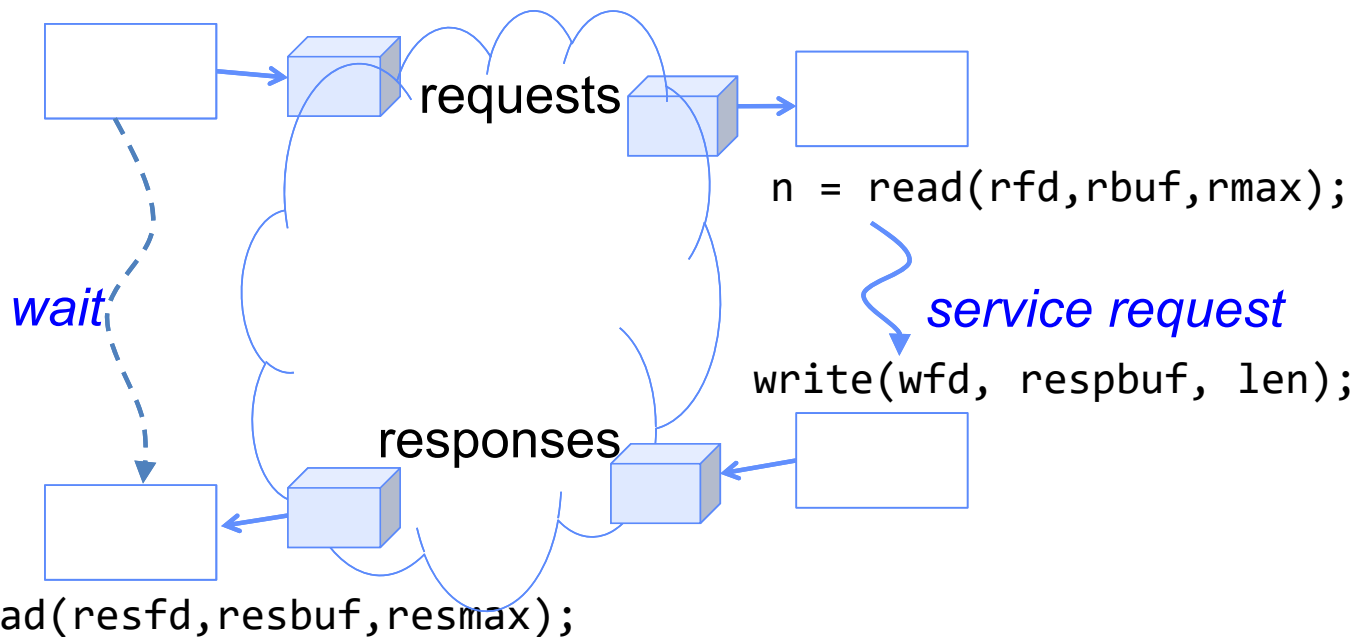 requests
n = read(rfd,rbuf,rmax);
wait
service request
write(wfd, respbuf, len);
responses
ad(resfd,resbuf,resmax);